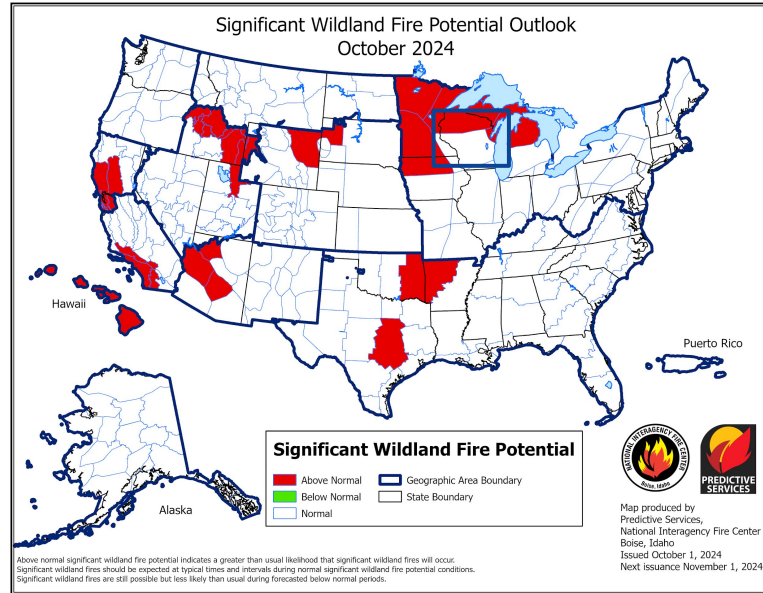 Significant Wildland Fire Potential Outlook
October 2024
Hawaii
Puerto Rico
Alaska
Significant Wildland Fire Potential
Above Normal
Below Normal
Normal
Geographic Area Boundary
State Boundary
NATIONAL INTERAGENCY FIRE CENTER
Boise, Idaho
PREDICTIVE
SERVICES
Map produced by
Predictive Services,
National Interagency Fire Center
Boise, Idaho
Issued October 1, 2024
Next issuance November 1, 2024
Above normal significant wildland fire potential indicates a greater than usual likelihood that significant wildland fires will occur.
Significant wildland fires should be expected at typical times and intervals during normal significant wildland fire potential conditions.
Significant wildland fires are still possible but less likely than usual during forecasted below normal periods.